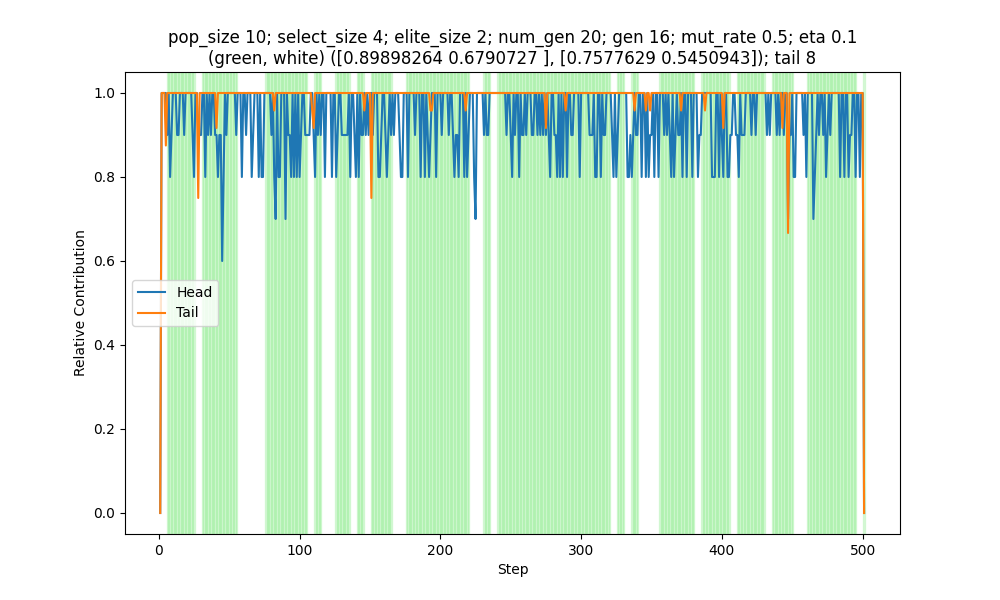 pop_size 10; select_size 4; elite_size 2; num_gen 20; gen 16; mut_rate 0.5; eta 0.1
(green, white) ([0.89898264 0.6790727 ], [0.7577629 0.5450943]); tail 8
1.0
0.8
0.6
0.4
0.2
0.0
Relative Contribution
Head
Tail
0
100
200
300
400
500
Step